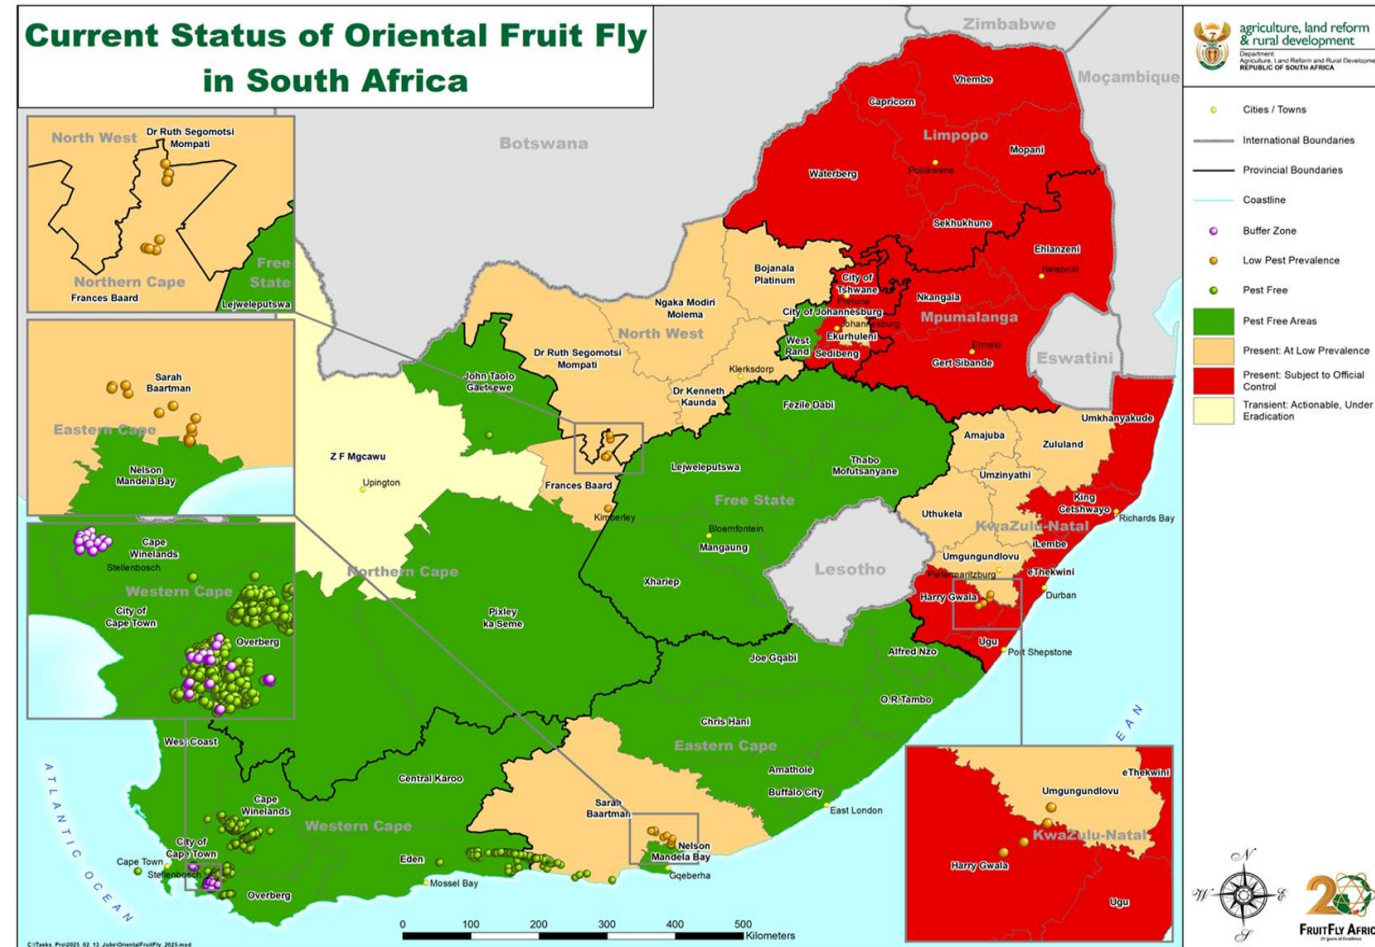 Current Status of Oriental Fruit Fly
in South Africa
agriculture, land reform
& rural development
Department:
Agriculture, Land Reform and Rural Developme
REPUBLIC OF SOUTH AFRICA
Cities / Towns
International Boundaries
Provincial Boundaries
Coastline
Buffer Zone
Low Pest Prevalence
Pest Free
Pest Free Areas
Present: At Low Prevalence
Present: Subject to Official
Control
Transient: Actionable, Under
Eradication
Zimbabwe
Moçambique
Botswana
Vhembe
Capricorn
Limpopo
Mopani
Polokwane
Waterberg
Sekhukhune
Ehlanzeni
Nelspruit
North West
Dr Ruth Segomotsi
Mompati
Northern Cape
Frances Baard
Free
State
Lejweleputswa
Bojanala
Platinum
City of
Tshwane
Pretoria
Nkangala
Mpumalanga
Ngaka Modiri
Molema
North West
City of Johannesburg
Johannesburg
Ekurhuleni
West
Rand
Sedibeng
Ermelo
Gert Sibande
Eswatini
Dr Ruth Segomotsi
Mompati
Klerksdorp
Dr Kenneth
Kaunda
John Taolo
Gaetsewe
Fezile Dabi
Umkhanyakude
Sarah
Baartman
Eastern Cape
Nelson
Mandela Bay
Amajuba
Zululand
Z F Mgcawu
Upington
Lejweleputswa
Thabo
Mofutsanyane
Umzinyathi
Frances Baard
Kimberley
Free State
King
Cetshwayo
Richards Bay
Uthukela
KwaZulu-Natal
Bloemfontein
Mangaung
iLembe
Umgungundlovu
Pietermaritzburg
eThekwini
Durban
Lesotho
Northern Cape
Xhariep
Harry Gwala
Cape
Winelands
Stellenbosch
Western Cape
City of
Cape Town
Overberg
Pixley
ka Seme
Ugu
Port Shepstone
Joe Gqabi
Alfred Nzo
O R Tambo
Chris Hani
Eastern Cape
West Coast
Central Karoo
Amathole
Buffalo City
East London
EAN
Cape
Winelands
Western Cape
Sarah
Baartman
Nelson
Mandela Bay
Gqeberha
City of
Cape Town
Cape Town
Stellenbosch
Eden
Mossel Bay
Overberg
ATLANTIC OCEAN
eThekwini
Umgungundlovu
KwaZulu-Natal
Harry Gwala
Ugu
0 100 200 300 400 500
Kilometers
N
W E
S
20
FRUITFLY AFRIC